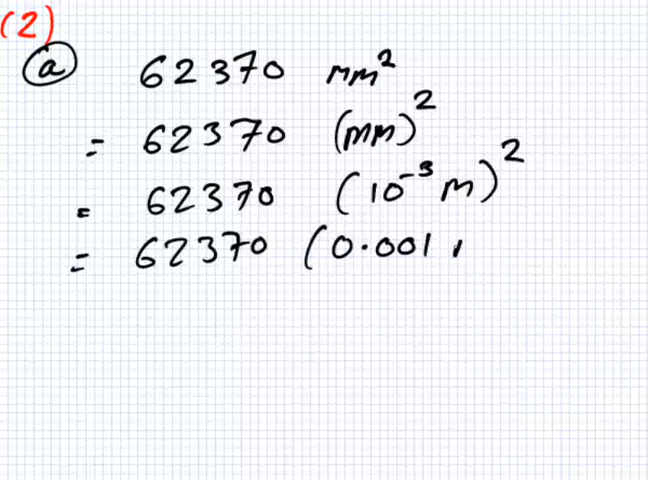 (2)
(a) 62370 mm²
= 62370 (mm)²
= 62370 (10⁻³ m)²
= 62370 (0.001